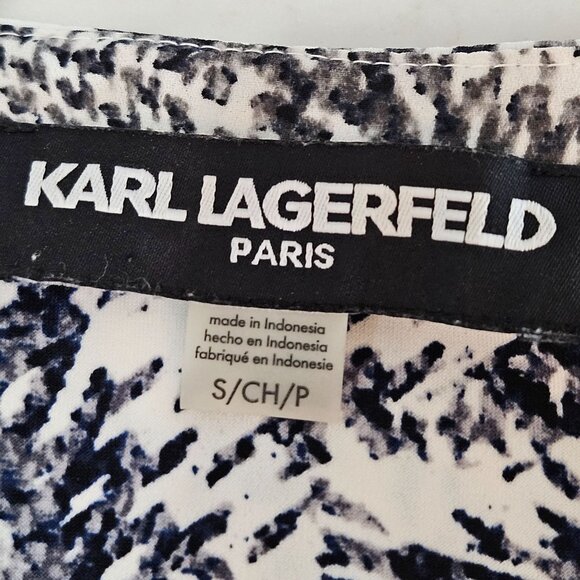 KARL LAGERFELD
PARIS
made in Indonesia
hecho en Indonesia
fabriqué en Indonesie
S/CH/P